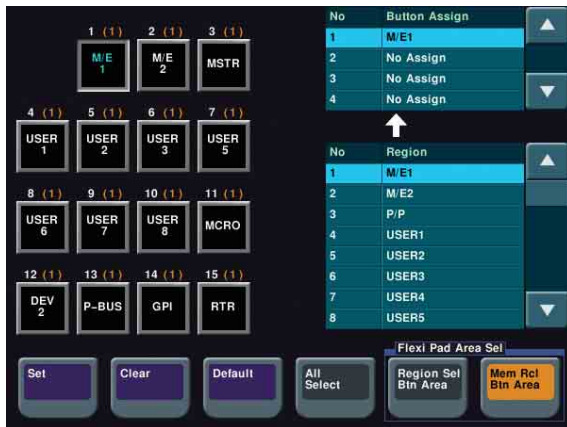 1 (1) 2 (1) 3 (1)
M/E
1
M/E
2
MSTR
4 (1) 5 (1) 6 (1) 7 (1)
USER
1
USER
2
USER
3
USER
5
8 (1) 9 (1) 10 (1) 11 (1)
USER
6
USER
7
USER
8
MCRO
12 (1) 13 (1) 14 (1) 15 (1)
DEV
2
P-BUS
GPI
RTR
No Button Assign
1 M/E1
2 No Assign
3 No Assign
4 No Assign
No Region
1 M/E1
2 M/E2
3 P/P
4 USER1
5 USER2
6 USER3
7 USER4
8 USER5
Flexi Pad Area Sel
Set
Clear
Default
All
Select
Region Sel
Btn Area
Mem Rcl
Btn Area